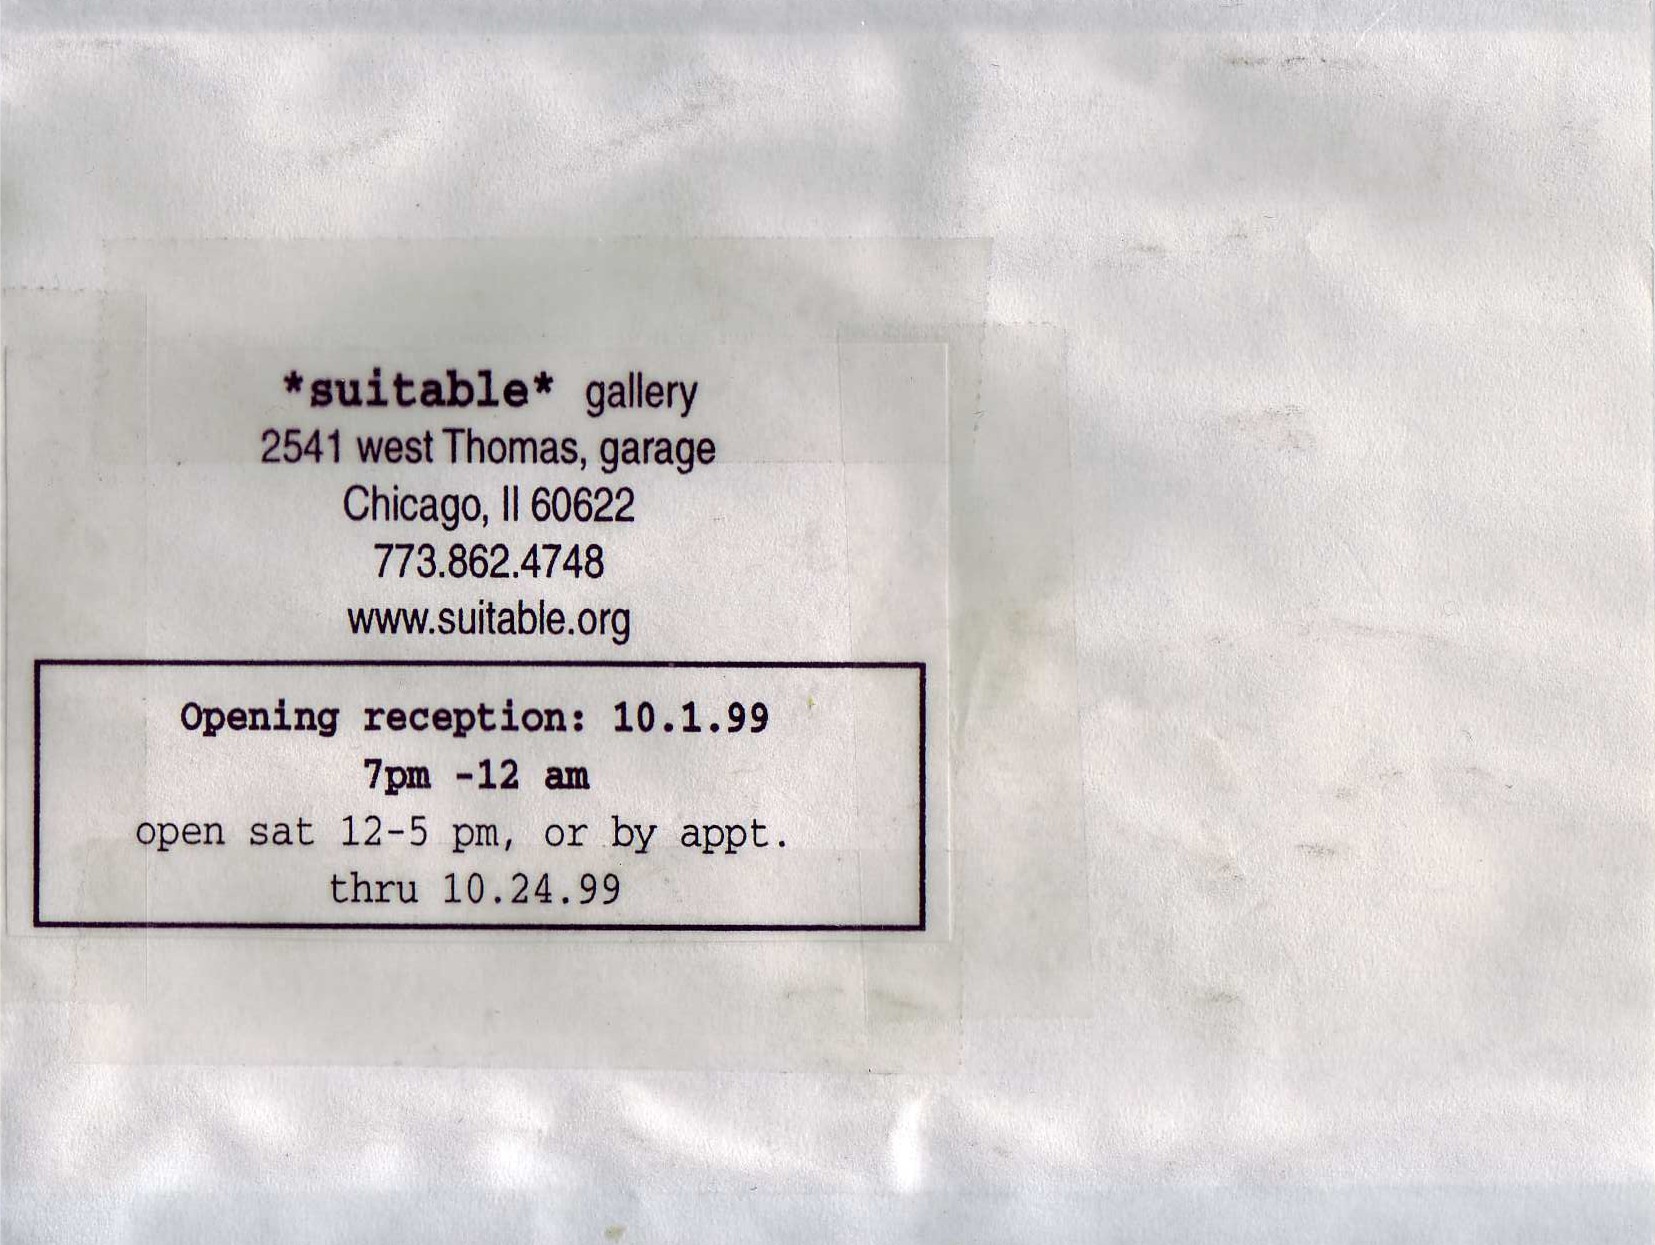 *suitable* gallery
2541 west Thomas, garage
Chicago, Il 60622
773.862.4748
www.suitable.org
Opening reception: 10.1.99
7pm -12 am
open sat 12-5 pm, or by appt.
thru 10.24.99